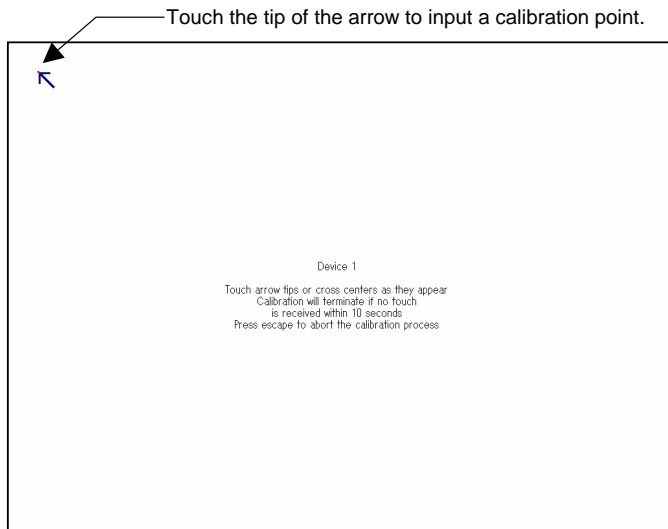 Touch the tip of the arrow to input a calibration point.
Device 1
Touch arrow tips or cross centers as they appear
Calibration will terminate if no touch
is received within 10 seconds
Press escape to abort the calibration process